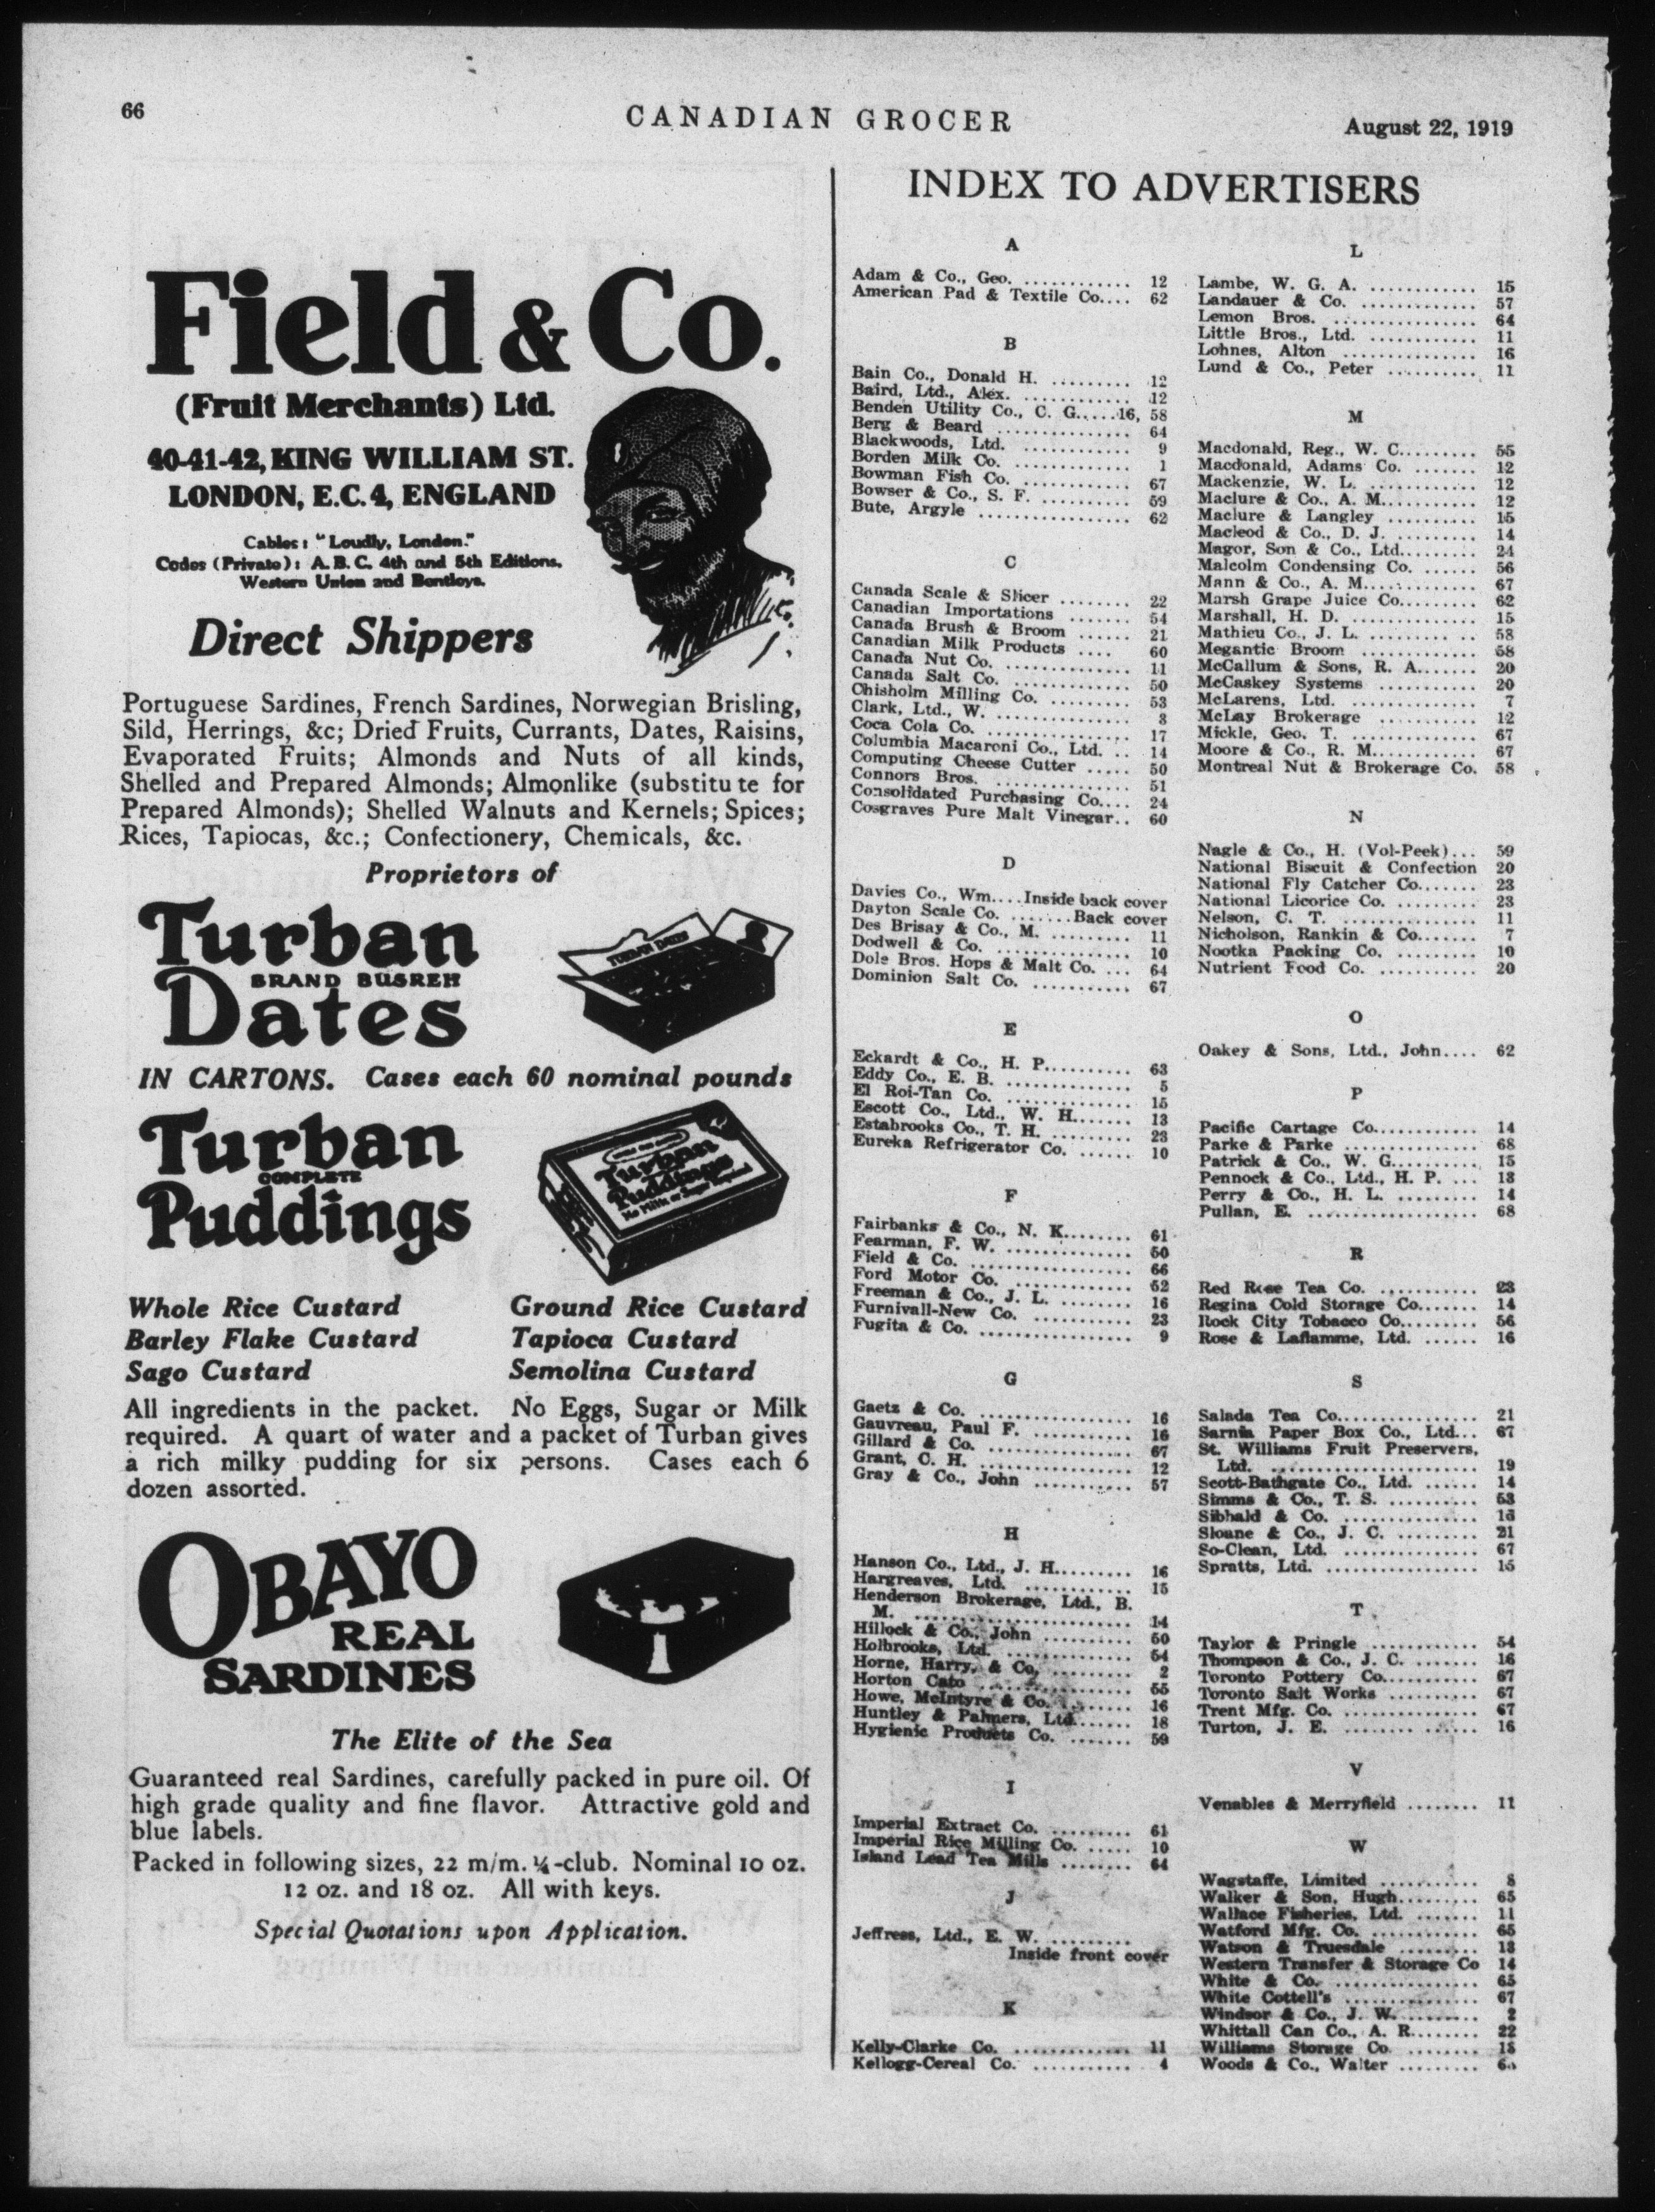 66
CANADIAN GROCER
August 22, 1919
Field & Co.
(Fruit Merchants) Ltd.
40-41-42, KING WILLIAM ST.
LONDON, E.C.4, ENGLAND
Cables: "Loudly, London."
Codes (Private): A. B. C. 4th and 5th Editions,
Western Union and Bentleys.
Direct Shippers
Portuguese Sardines, French Sardines, Norwegian Brisling,
Sild, Herrings, &c; Dried Fruits, Currants, Dates, Raisins,
Evaporated Fruits; Almonds and Nuts of all kinds,
Shelled and Prepared Almonds; Almonlike (substitute for
Prepared Almonds); Shelled Walnuts and Kernels; Spices;
Rices, Tapiocas, &c.; Confectionery, Chemicals, &c.
Proprietors of
Turban
BRAND BUSREH
Dates
TURBAN DATES
IN CARTONS. Cases each 60 nominal pounds
Turban
COMPLETE
Puddings
Turban
Puddings
No Milk or Sugar Required
Whole Rice Custard
Barley Flake Custard
Sago Custard
Ground Rice Custard
Tapioca Custard
Semolina Custard
All ingredients in the packet. No Eggs, Sugar or Milk
required. A quart of water and a packet of Turban gives
a rich milky pudding for six persons. Cases each 6
dozen assorted.
OBAYO
REAL
SARDINES
The Elite of the Sea
Guaranteed real Sardines, carefully packed in pure oil. Of
high grade quality and fine flavor. Attractive gold and
blue labels.
Packed in following sizes, 22 m/m. ¼-club. Nominal 10 oz.
12 oz. and 18 oz. All with keys.
Special Quotations upon Application.
INDEX TO ADVERTISERS
A
Adam & Co., Geo. ............ 12
American Pad & Textile Co.... 62
B
Bain Co., Donald H. ......... 12
Baird, Ltd., Alex. ............ 12
Benden Utility Co., C. G.....16, 58
Berg & Beard ............... 64
Blackwoods, Ltd. ............ 9
Borden Milk Co. ............. 1
Bowman Fish Co. ............ 67
Bowser & Co., S. F. .......... 59
Bute, Argyle ................. 62
C
Canada Scale & Slicer ........ 22
Canadian Importations ....... 54
Canada Brush & Broom ...... 21
Canadian Milk Products .... 60
Canada Nut Co. .............. 11
Canada Salt Co. ............. 50
Chisholm Milling Co. ......... 53
Clark, Ltd., W. ............... 3
Coca Cola Co. ................ 17
Columbia Macaroni Co., Ltd. .. 14
Computing Cheese Cutter ..... 50
Connors Bros. ............... 51
Consolidated Purchasing Co.... 24
Cosgraves Pure Malt Vinegar.. 60
D
Davies Co., Wm....Inside back cover
Dayton Scale Co. .......Back cover
Des Brisay & Co., M. ......... 11
Dodwell & Co. ............... 10
Dole Bros. Hops & Malt Co. ... 64
Dominion Salt Co. ........... 67
E
Eckardt & Co., H. P.......... 63
Eddy Co., E. B. .............. 5
El Roi-Tan Co. .............. 15
Escott Co., Ltd., W. H....... 13
Estabrooks Co., T. H. ......... 23
Eureka Refrigerator Co. ...... 10
F
Fairbanks & Co., N. K........ 61
Fearman, F. W. .............. 50
Field & Co. .................. 66
Ford Motor Co. ............. 52
Freeman & Co., J. L. ........ 16
Furnivall-New Co. ........... 23
Fugita & Co. ................. 9
G
Gaetz & Co. ................. 16
Gauvreau, Paul F. ............ 16
Gillard & Co. ................ 67
Grant, C. H. ................. 12
Gray & Co., John ........... 57
H
Hanson Co., Ltd., J. H......... 16
Hargreaves, Ltd. ............ 15
Henderson Brokerage, Ltd., B.
M. ........................ 14
Hillock & Co., John .......... 50
Holbrooks, Ltd. .............. 54
Horne, Harry, & Co, ......... 2
Horton Cato ................. 55
Howe, McIntyre & Co. ........ 16
Huntley & Palmers, Ltd....... 18
Hygienic Products Co. ....... 59
I
Imperial Extract Co. ......... 61
Imperial Rice Milling Co. ..... 10
Island Lead Tea Mills ........ 64
J
Jeffress, Ltd., E. W. .........
Inside front cover
K
Kelly-Clarke Co. ............. 11
Kellogg-Cereal Co. ........... 4
L
Lambe, W. G. A. ............ 15
Landauer & Co. ............. 57
Lemon Bros. ................ 64
Little Bros., Ltd. ............ 11
Lohnes, Alton ............... 16
Lund & Co., Peter .......... 11
M
Macdonald, Reg., W. C......... 55
Macdonald, Adams Co. ....... 12
Mackenzie, W. L. ............ 12
Maclure & Co., A. M.......... 12
Maclure & Langley .......... 15
Macleod & Co., D. J. ......... 14
Magor, Son & Co., Ltd......... 24
Malcolm Condensing Co. ...... 56
Mann & Co., A. M............ 67
Marsh Grape Juice Co......... 62
Marshall, H. D. .............. 15
Mathieu Co., J. L. ........... 58
Megantic Broom ............. 58
McCallum & Sons, R. A....... 20
McCaskey Systems ........... 20
McLarens, Ltd. .............. 7
McLay Brokerage ........... 12
Mickle, Geo. T. .............. 67
Moore & Co., R. M............ 67
Montreal Nut & Brokerage Co. 58
N
Nagle & Co., H. (Vol-Peek)... 59
National Biscuit & Confection 20
National Fly Catcher Co....... 23
National Licorice Co. ......... 23
Nelson, C. T. ............... 11
Nicholson, Rankin & Co....... 7
Nootka Packing Co. ......... 10
Nutrient Food Co. ........... 20
O
Oakey & Sons, Ltd., John.... 62
P
Pacific Cartage Co............ 14
Parke & Parke ............... 68
Patrick & Co., W. G.......... 15
Pennock & Co., Ltd., H. P. ... 13
Perry & Co., H. L. ......... 14
Pullan, E. ................... 68
R
Red Rose Tea Co. ........... 23
Regina Cold Storage Co....... 14
Rock City Tobacco Co......... 56
Rose & Laflamme, Ltd. ...... 16
S
Salada Tea Co................ 21
Sarnia Paper Box Co., Ltd... 67
St. Williams Fruit Preservers,
Ltd. ....................... 19
Scott-Bathgate Co., Ltd. ...... 14
Simms & Co., T. S. .......... 53
Sibbald & Co. ............... 16
Sloane & Co., J. C. ......... 21
So-Clean, Ltd. ............... 67
Spratts, Ltd. ................. 15
T
Taylor & Pringle ............ 54
Thompson & Co., J. C. ....... 16
Toronto Pottery Co........... 67
Toronto Salt Works .......... 67
Trent Mfg. Co. ............... 67
Turton, J. E. ............... 16
V
Venables & Merryfield ........ 11
W
Wagstaffe, Limited ........... 8
Walker & Son, Hugh......... 65
Wallace Fisheries, Ltd. ....... 11
Watford Mfg. Co. ............ 65
Watson & Truesdale ......... 13
Western Transfer & Storage Co 14
White & Co. ................ 65
White Cottell's ............... 67
Windsor & Co., J. W. ........ 2
Whittall Can Co., A. R........ 22
Williams Storage Co. ........ 13
Woods & Co., Walter .........